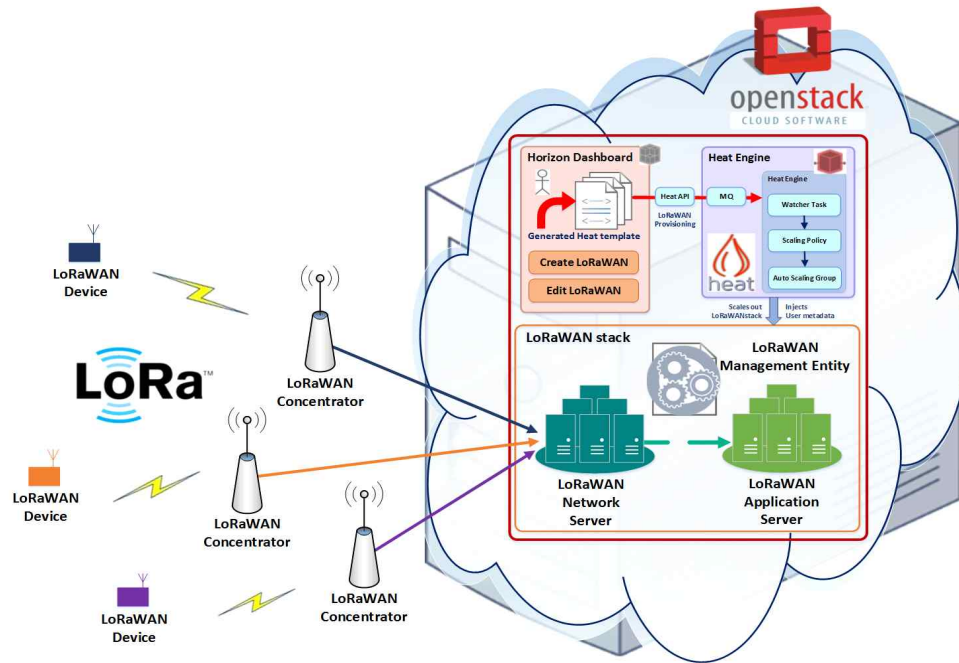 openstack
CLOUD SOFTWARE
Horizon Dashboard
Generated Heat template
Create LoRaWAN
Edit LoRaWAN
Heat API
LoRaWAN
Provisioning
Heat Engine
MQ
Heat Engine
Watcher Task
Scaling Policy
Auto Scaling Group
heat
Scales out
LoRaWANstack
Injects
User metadata
LoRaWAN stack
LoRaWAN
Management Entity
LoRaWAN
Network
Server
LoRaWAN
Application
Server
LoRaWAN
Device
LoRaWAN
Concentrator
LoRa™
LoRaWAN
Device
LoRaWAN
Concentrator
LoRaWAN
Device
LoRaWAN
Concentrator